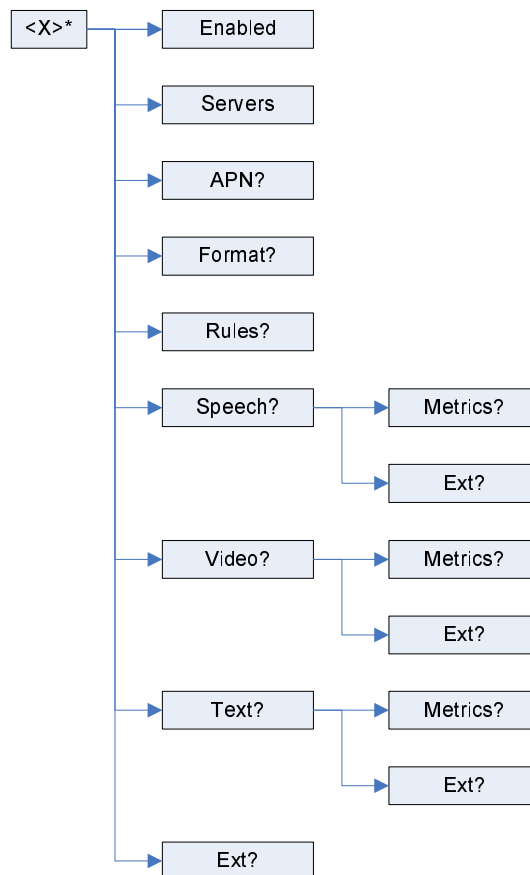 <X>*
Enabled
Servers
APN?
Format?
Rules?
Speech?
Metrics?
Ext?
Video?
Metrics?
Ext?
Text?
Metrics?
Ext?
Ext?